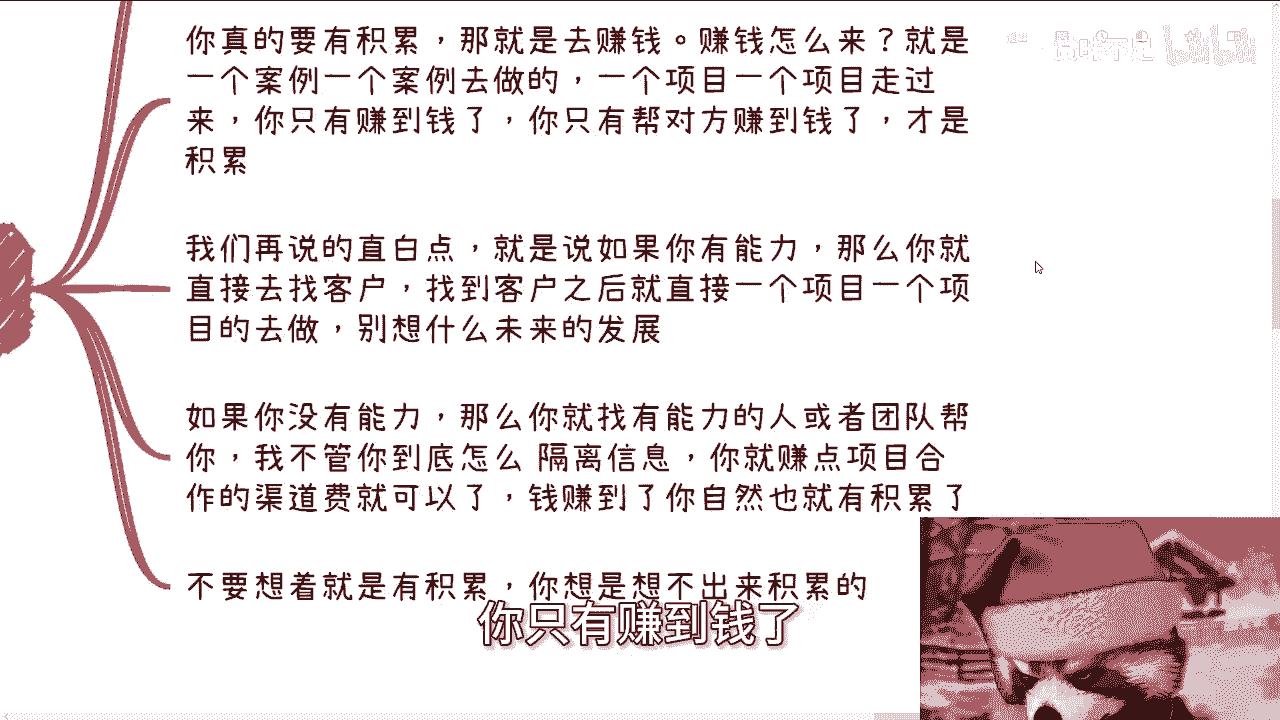 你真的要有积累，那就是去赚钱。赚钱怎么来？就是
一个案例一个案例去做的，一个项目一个项目走过
来，你只有赚到钱了，你只有帮对方赚到钱了，才是
积累
我们再说的直白点，就是说如果你有能力，那么你就
直接去找客户，找到客户之后就直接一个项目一个项
目的去做，别想什么未来的发展
如果你没有能力，那么你就找有能力的人或者团队帮
你，我不管你到底怎么 隔离信息，你就赚点项目合
作的渠道费就可以了，钱赚到了你自然也就有积累了
不要想着就是有积累，你想是想不出来积累的
你只有赚到钱了